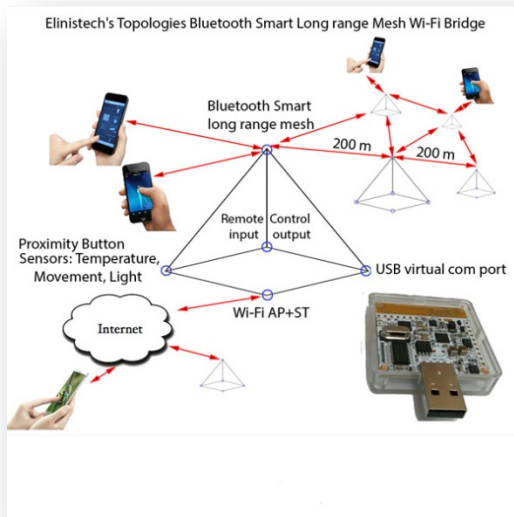 Elinistech's Topologies Bluetooth Smart Long range Mesh Wi-Fi Bridge
Bluetooth Smart
long range mesh
200 m
200 m
Remote Control
input output
Proximity Button
Sensors: Temperature,
Movement, Light
USB virtual com port
Wi-Fi AP+ST
Internet